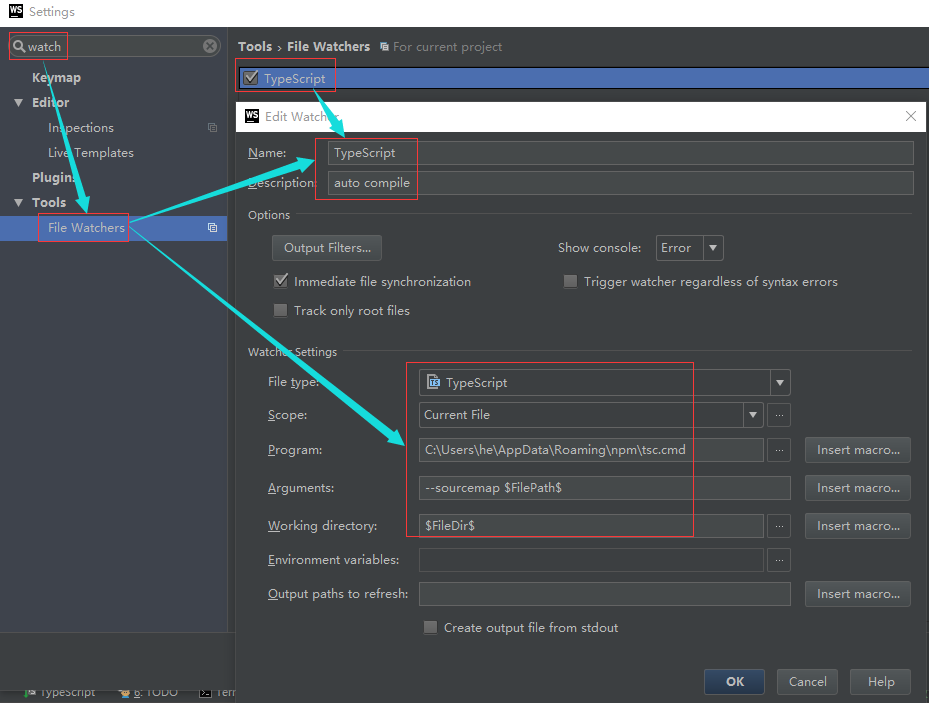 WS Settings
watch
Keymap
Editor
Inspections
Live Templates
Plugins
Tools
File Watchers
Tools › File Watchers For current project
TypeScript
WS Edit Watcher
Name: TypeScript
Description: auto compile
Options
Output Filters... Show console: Error
Immediate file synchronization Trigger watcher regardless of syntax errors
Track only root files
Watcher Settings
File type: TS TypeScript
Scope: Current File ...
Program: C:\Users\he\AppData\Roaming\npm\tsc.cmd ... Insert macro...
Arguments: --sourcemap $FilePath$ Insert macro...
Working directory: $FileDir$ ... Insert macro...
Environment variables: ...
Output paths to refresh: Insert macro...
Create output file from stdout
OK Cancel Help
TypeScript 6: TODO Term